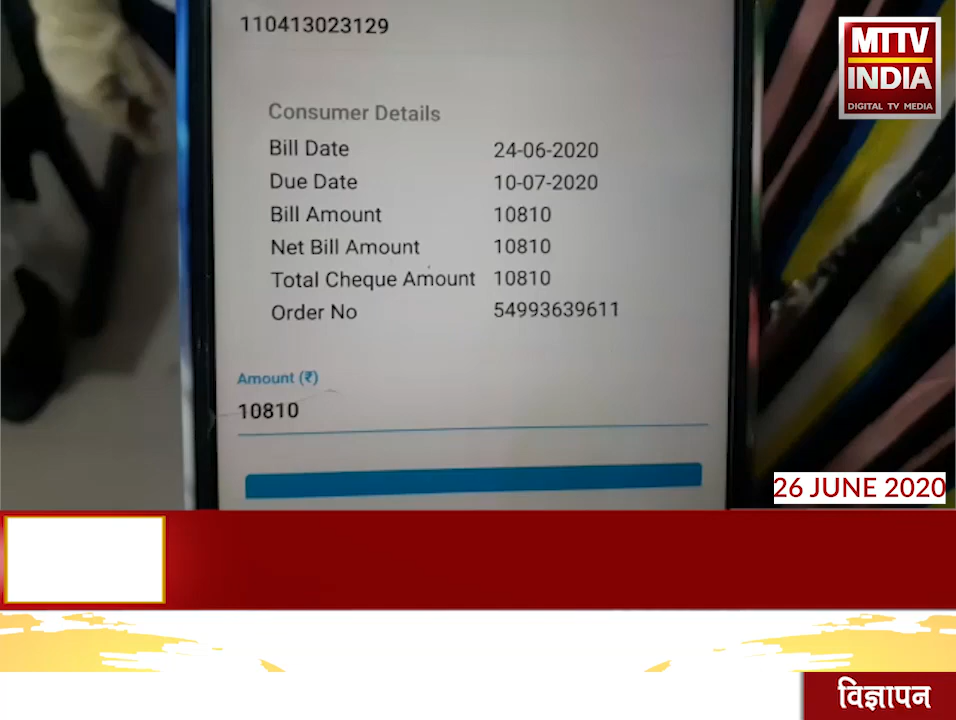 110413023129
MTTV
INDIA
DIGITAL TV MEDIA
Consumer Details
Bill Date 24-06-2020
Due Date 10-07-2020
Bill Amount 10810
Net Bill Amount 10810
Total Cheque Amount 10810
Order No 54993639611
Amount (₹)
10810
26 JUNE 2020
विज्ञापन